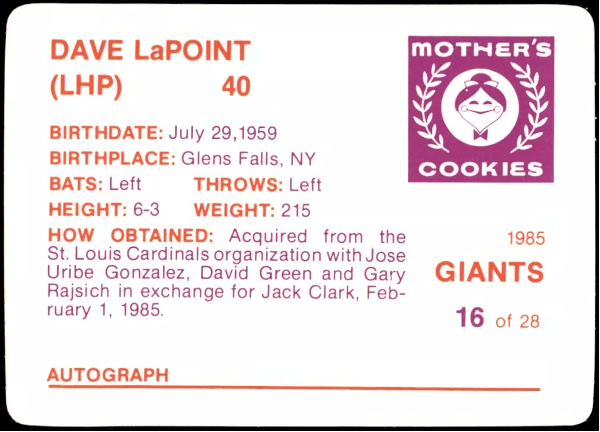 DAVE LaPOINT
(LHP) 40
MOTHER'S
COOKIES
BIRTHDATE: July 29,1959
BIRTHPLACE: Glens Falls, NY
BATS: Left THROWS: Left
HEIGHT: 6-3 WEIGHT: 215
HOW OBTAINED: Acquired from the
St. Louis Cardinals organization with Jose
Uribe Gonzalez, David Green and Gary
Rajsich in exchange for Jack Clark, Feb-
ruary 1, 1985.
1985
GIANTS
16 of 28
AUTOGRAPH